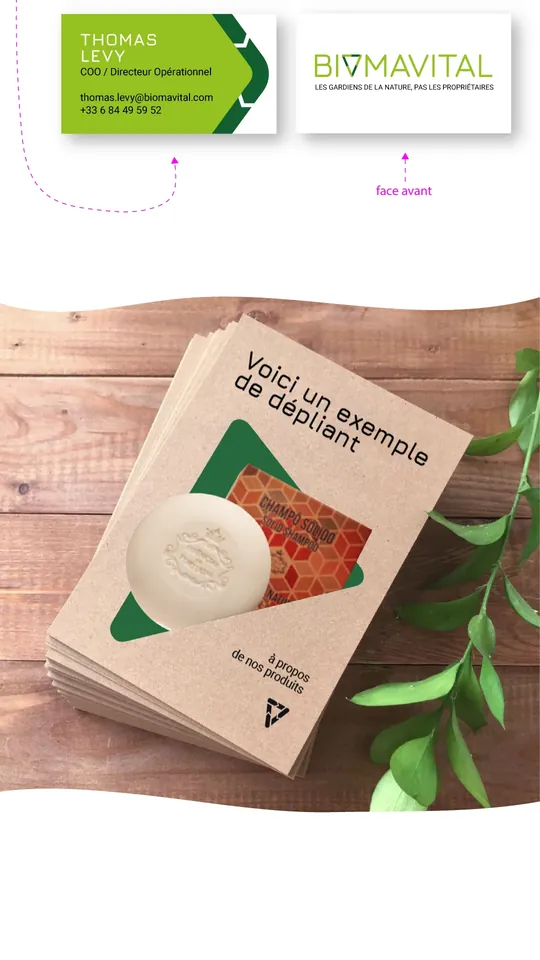 THOMAS
LEVY
COO / Directeur Opérationnel
thomas.levy@biomavital.com
+33 6 84 49 59 52
BIOMAVITAL
LES GARDIENS DE LA NATURE, PAS LES PROPRIÉTAIRES
face avant
Voici un exemple
de dépliant
CHAMPÔ SÓLIDO
SOLID SHAMPOO
à propos
de nos produits